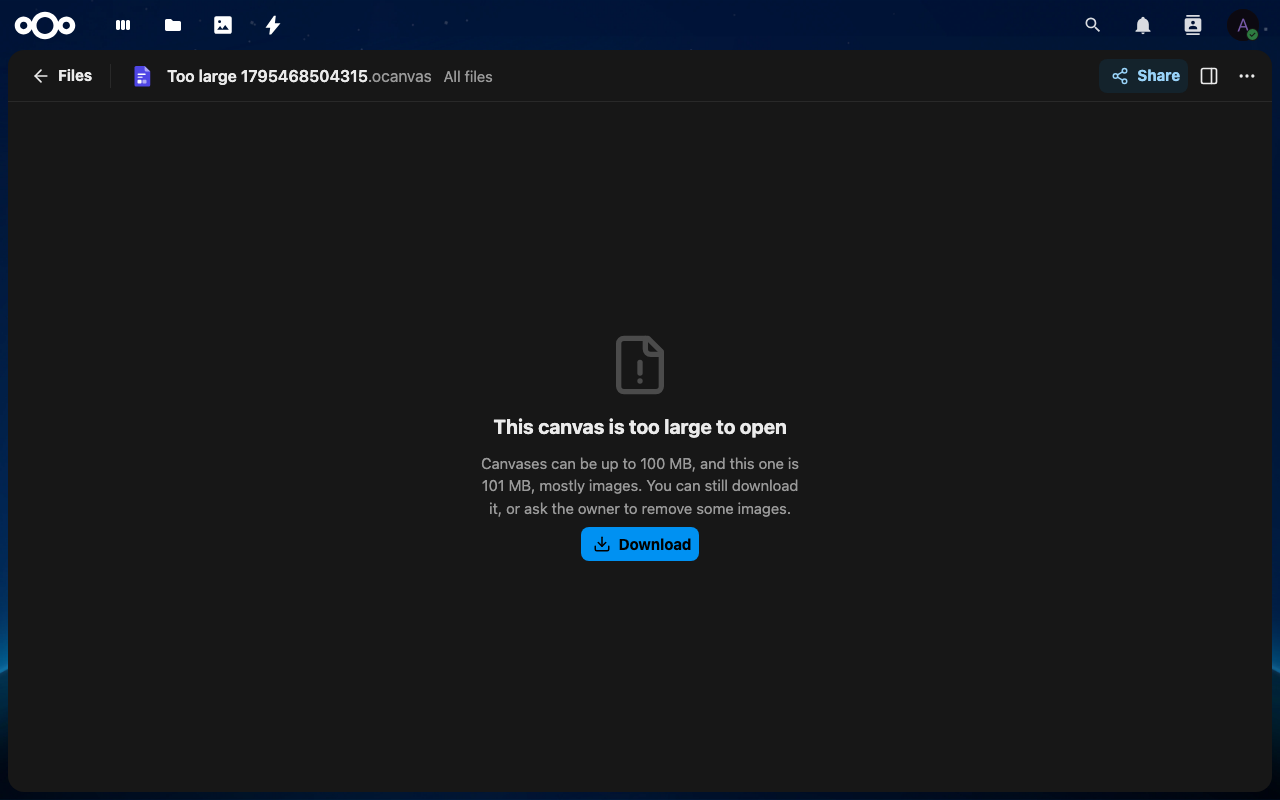 A
Files
Too large 1795468504315.ocanvas All files
Share
This canvas is too large to open
Canvases can be up to 100 MB, and this one is
101 MB, mostly images. You can still download
it, or ask the owner to remove some images.
Download